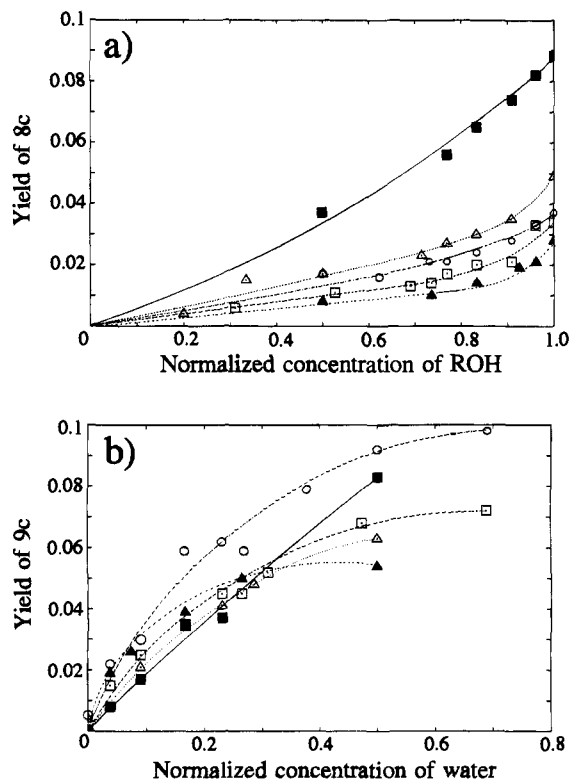 a)
0.1
0.08
0.06
0.04
0.02
Yield of 8c
0 0.2 0.4 0.6 0.8 1.0
Normalized concentration of ROH
b)
0.1
0.08
0.06
0.04
0.02
Yield of 9c
0 0.2 0.4 0.6 0.8
Normalized concentration of water